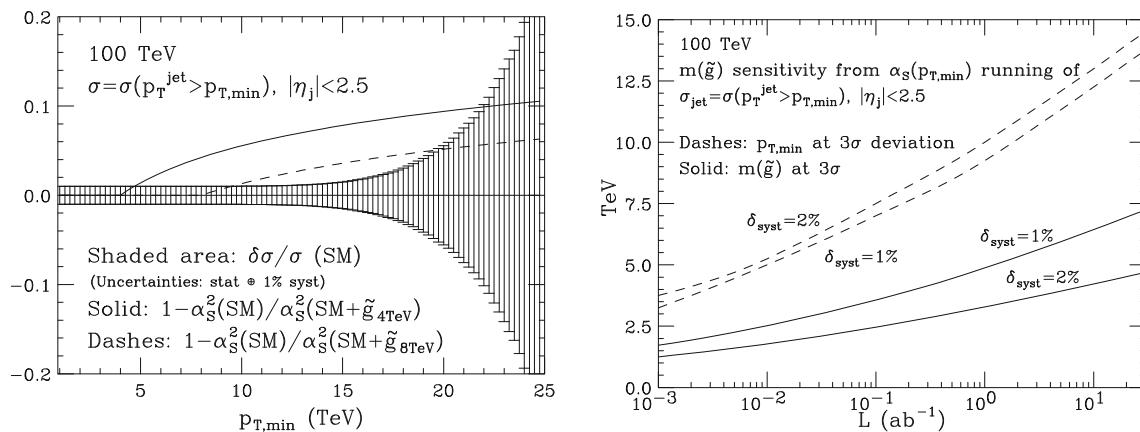 0.2
0.1
0.0
−0.1
−0.2
100 TeV
σ=σ(p_T^jet>p_T,min), |η_j|<2.5
Shaded area: δσ/σ (SM)
(Uncertainties: stat ⊕ 1% syst)
Solid: 1−α_S^2(SM)/α_S^2(SM+g̃_4TeV)
Dashes: 1−α_S^2(SM)/α_S^2(SM+g̃_8TeV)
5 10 15 20 25
p_T,min (TeV)
15.0
12.5
10.0
7.5
5.0
2.5
0.0
TeV
100 TeV
m(g̃) sensitivity from α_S(p_T,min) running of
σ_jet=σ(p_T^jet>p_T,min), |η_j|<2.5
Dashes: p_T,min at 3σ deviation
Solid: m(g̃) at 3σ
δ_syst=2%
δ_syst=1%
δ_syst=1%
δ_syst=2%
10^−3 10^−2 10^−1 10^0 10^1
L (ab^−1)